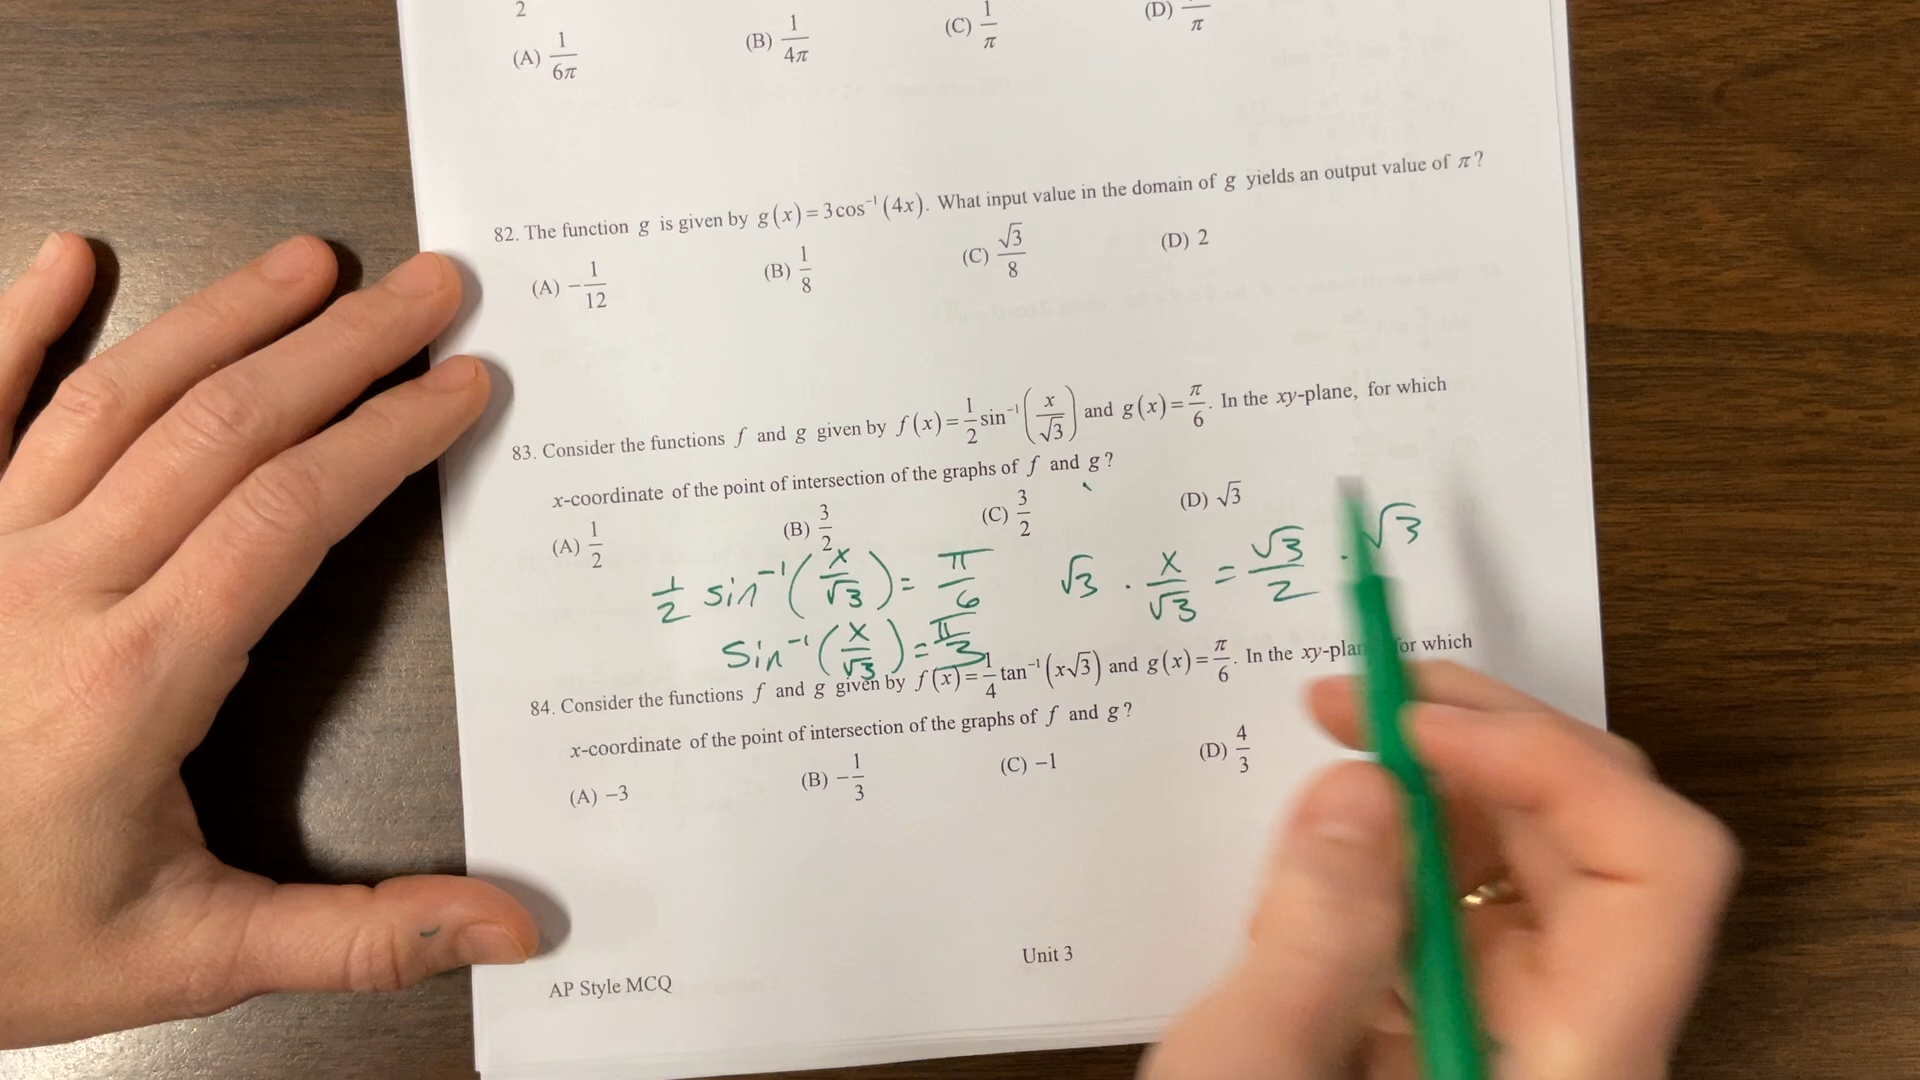 2
(A) 1/6π (B) 1/4π (C) 1/π (D) /π
82. The function g is given by g(x) = 3cos⁻¹(4x). What input value in the domain of g yields an output value of π?
(A) −1/12 (B) 1/8 (C) √3/8 (D) 2
83. Consider the functions f and g given by f(x) = 1/2 sin⁻¹(x/√3) and g(x) = π/6. In the xy-plane, for which
x-coordinate of the point of intersection of the graphs of f and g?
(A) 1/2 (B) 3/2 (C) 3/2 (D) √3
1/2 sin⁻¹(x/√3) = π/6 √3 · x/√3 = √3/2 · √3
sin⁻¹(x/√3) = π/3
84. Consider the functions f and g given by f(x) = 1/4 tan⁻¹(x√3) and g(x) = π/6. In the for which
x-coordinate of the point of intersection of the graphs of f and g?
(A) −3 (B) −1/3 (C) −1 (D) 4/3
Unit 3
AP Style MCQ